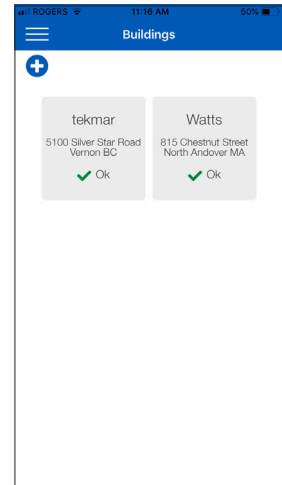 ROGERS 11:16 AM 50%
Buildings
tekmar
5100 Silver Star Road
Vernon BC
Ok
Watts
815 Chestnut Street
North Andover MA
Ok